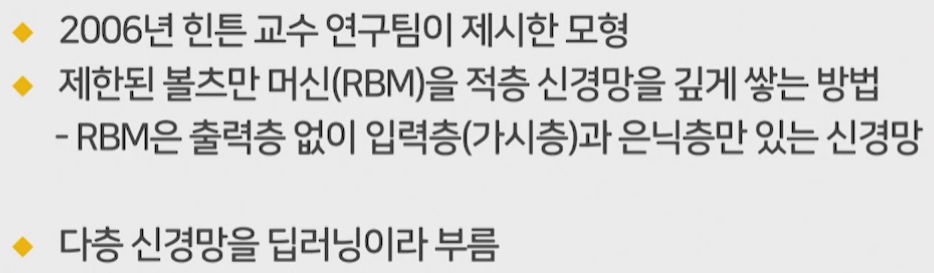 ◆ 2006년 힌튼 교수 연구팀이 제시한 모형
◆ 제한된 볼츠만 머신(RBM)을 적층 신경망을 깊게 쌓는 방법
- RBM은 출력층 없이 입력층(가시층)과 은닉층만 있는 신경망
◆ 다층 신경망을 딥러닝이라 부름